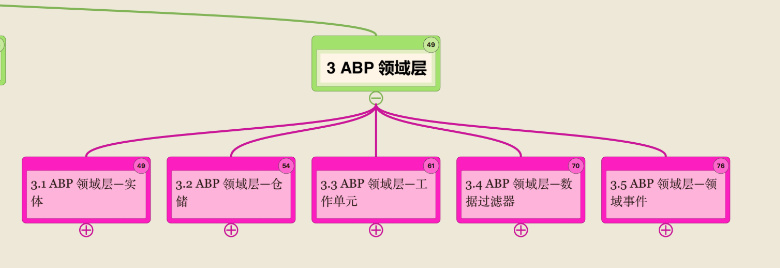 49
3 ABP 领域层
49
3.1 ABP 领域层—实
体
54
3.2 ABP 领域层—仓
储
61
3.3 ABP 领域层—工
作单元
70
3.4 ABP 领域层—数
据过滤器
76
3.5 ABP 领域层—领
域事件